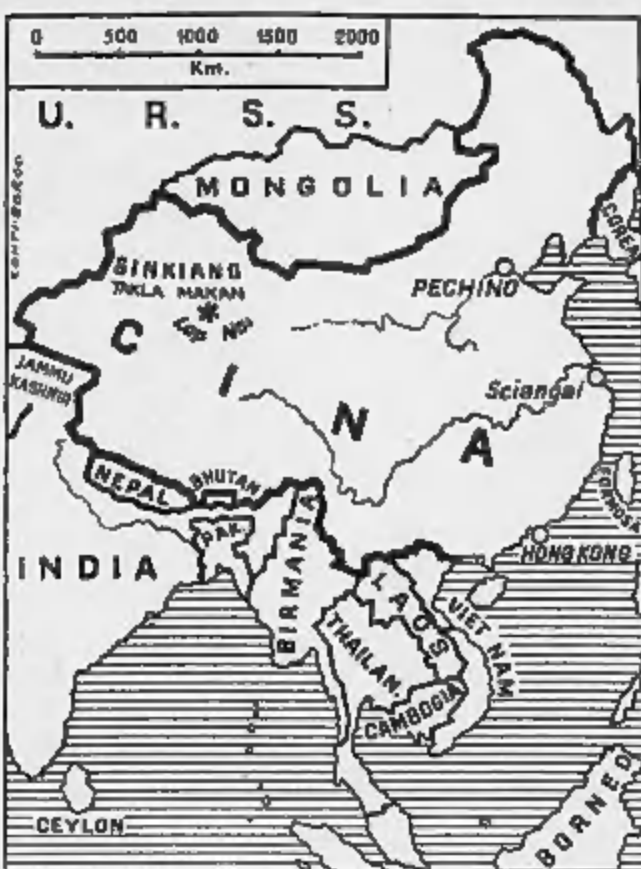 0 500 1000 1500 2000
Km.
U. R. S. S.
MONGOLIA
COREA
SINKIANG
TAKLA MAKAN
Lop Nor
PECHINO
CINA
JAMMU
KASHMIR
Sciangai
NEPAL
BHUTAN
FORMOSA
PAK.
HONG KONG
INDIA
BIRMANIA
LAOS
VIET NAM
THAILAN.
CAMBOGIA
CEYLON
BORNEO